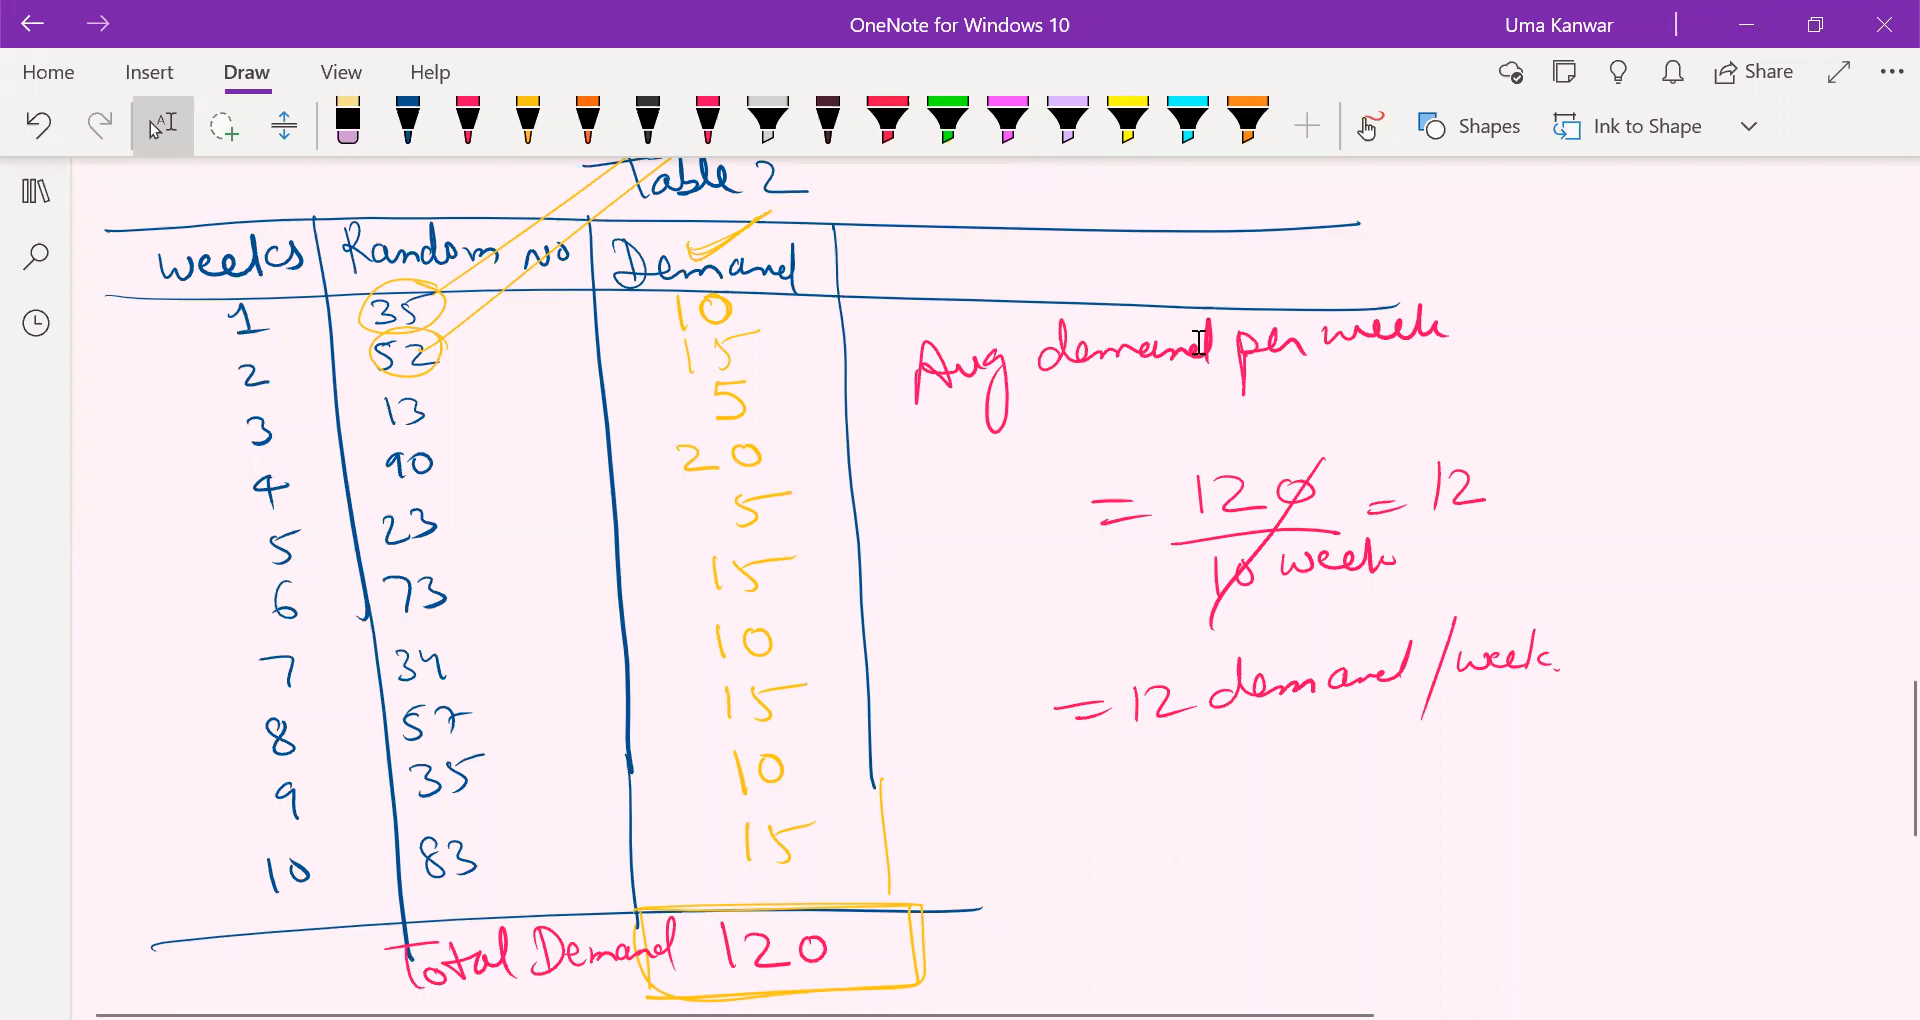 OneNote for Windows 10
Uma Kanwar
Home Insert Draw View Help
Share
Shapes
Ink to Shape
Table 2
weeks Random no Demand
1 35 10
2 52 15
3 13 5
4 90 20
5 23 5
6 73 15
7 34 10
8 57 15
9 35 10
10 83 15
Total Demand 120
Avg demand per week
= 120 = 12
10 week
= 12 demand/week.